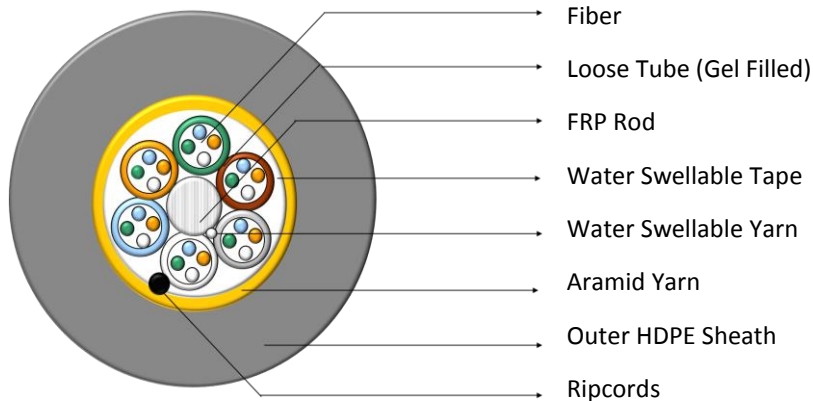 Fiber
Loose Tube (Gel Filled)
FRP Rod
Water Swellable Tape
Water Swellable Yarn
Aramid Yarn
Outer HDPE Sheath
Ripcords